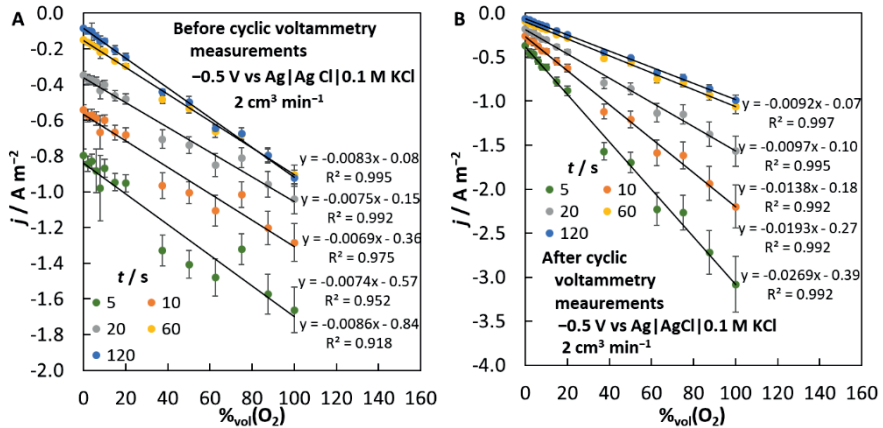 A
Before cyclic voltammetry
measurements
−0.5 V vs Ag|Ag Cl|0.1 M KCl
2 cm³ min⁻¹
0.0
-0.2
-0.4
-0.6
-0.8
-1.0
-1.2
-1.4
-1.6
-1.8
-2.0
j / A m⁻²
y = -0.0083x - 0.08
R² = 0.995
y = -0.0075x - 0.15
R² = 0.992
y = -0.0069x - 0.36
R² = 0.975
y = -0.0074x - 0.57
R² = 0.952
y = -0.0086x - 0.84
R² = 0.918
t / s
5 10
20 60
120
0 20 40 60 80 100 120 140 160
%vol(O₂)
B
0.0
-0.5
-1.0
-1.5
-2.0
-2.5
-3.0
-3.5
-4.0
j / A m⁻²
y = -0.0092x - 0.07
R² = 0.997
y = -0.0097x - 0.10
R² = 0.995
y = -0.0138x - 0.18
R² = 0.992
y = -0.0193x - 0.27
R² = 0.992
y = -0.0269x - 0.39
R² = 0.992
t / s
5 10
20 60
120
After cyclic
voltammetry
meaurements
−0.5 V vs Ag|AgCl|0.1 M KCl
2 cm³ min⁻¹
0 20 40 60 80 100 120 140 160
%vol(O₂)